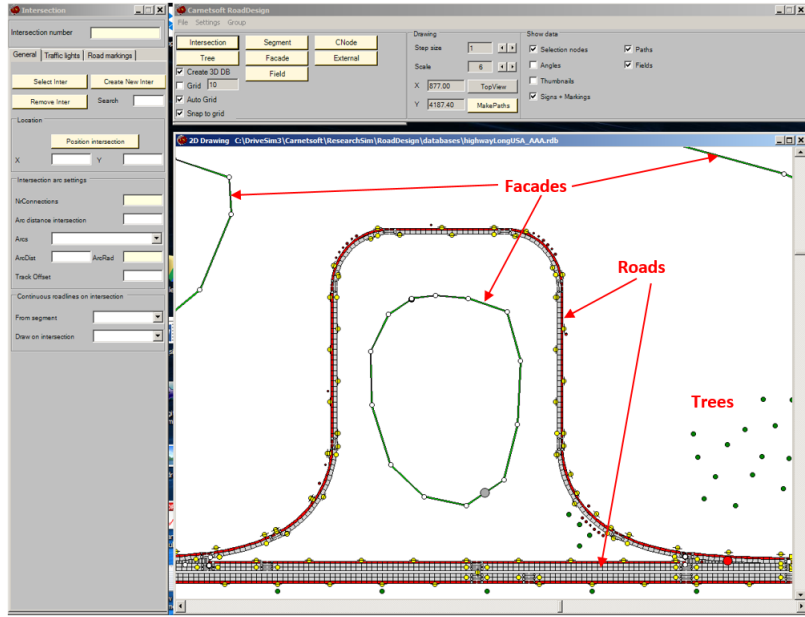 Intersection
Intersection number
General
Traffic lights
Road markings
Select Inter
Create New Inter
Remove Inter
Search
Location
Position intersection
X
Y
Intersection arc settings
NrConnections
Arc distance intersection
Arcs
ArcDist
ArcRad
Track Offset
Continuous roadlines on intersection
From segment
Draw on intersection
Carnetsoft RoadDesign
File Settings Group
Intersection
Segment
CNode
Tree
Facade
External
Create 3D DB
Field
Grid
10
Auto Grid
Snap to grid
Drawing
Step size
1
Scale
6
X
877.00
TopView
Y
4187.40
MakePaths
Show data
Selection nodes
Paths
Angles
Fields
Thumbnails
Signs + Markings
2D Drawing C:\DriveSim3\Carnetsoft\ResearchSim\RoadDesign\databases\highwayLongUSA_AAA.rdb
Facades
Roads
Trees